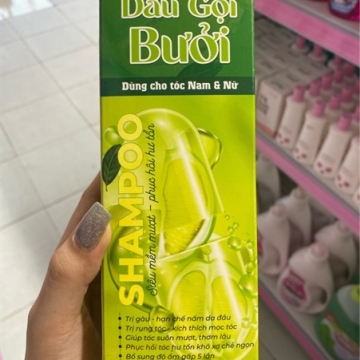 Dầu Gội
Bưởi
Dùng cho tóc Nam & Nữ
SHAMPOO
Siêu mềm mượt - phục hồi hư tổn
• Trị gàu - hạn chế nấm da đầu
• Trị rụng tóc - kích thích mọc tóc
• Giúp tóc suôn mượt, thơm lâu
• Phục hồi tóc hư tổn khô xơ chẻ ngọn
• Bổ sung độ ẩm gấp 5 lần